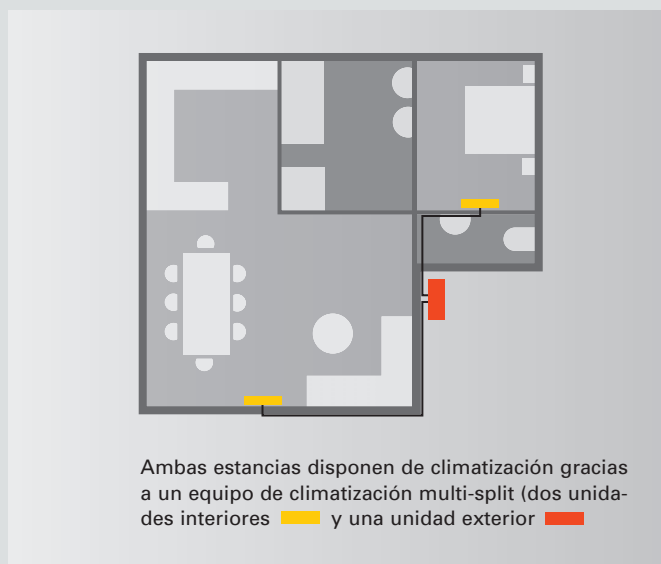 Ambas estancias disponen de climatización gracias
a un equipo de climatización multi-split (dos unida-
des interiores y una unidad exterior